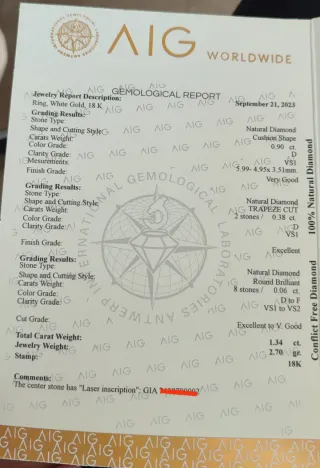 AIG WORLDWIDE
GEMOLOGICAL REPORT
Jewelry Report Description:
Ring, White Gold, 18 K September 21, 2023
Grading Results:
Stone Type Natural Diamond
Shape and Cutting Style: Cushion Shape
Carats Weight: 0.90 ct.
Color Grade: D
Clarity Grade: VS1
Mesurements: 5.99- 4.95x 3.51mm.
Finish Grade: Very Good
Grading Results:
Stone Type: Natural Diamond
Shape and Cutting Style: TRAPEZE CUT
Carats Weight: 2 stones / 0.38 ct.
Color Grade: D
Clarity Grade: VS1
Finish Grade: Excellent
Grading Results:
Stone Type: Natural Diamond
Shape and Cutting Style: Round Brilliant
Carats Weight: 8 stones / 0.06 ct.
Color Grade: D to F
Clarity Grade: VS1 to VS2
Cut Grade: Excellent to V. Good
Total Carat Weight: 1.34 ct.
Jewelry Weight: 2.70 gr.
Stamp: 18K
Comments:
The center stone has "Laser inscription": GIA
100% Natural Diamond
Conflict Free Diamond
INTERNATIONAL GEMOLOGICAL LABORATORIES ANTWERP